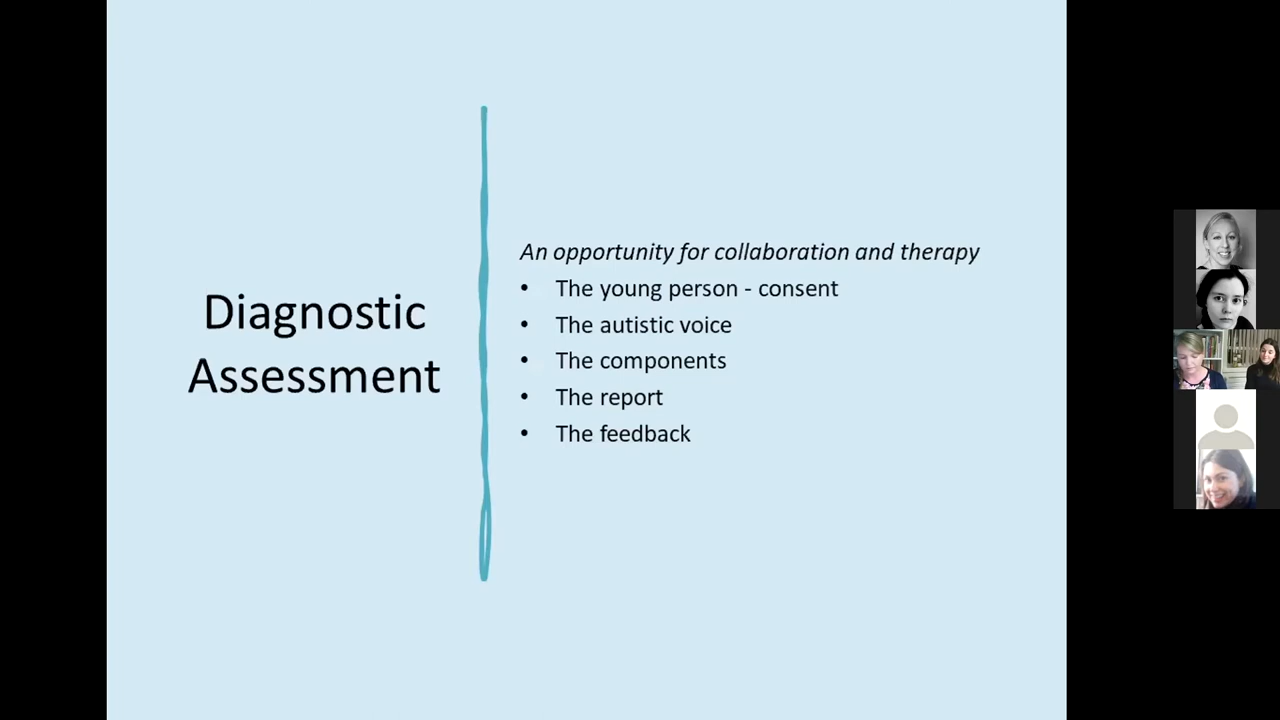 Diagnostic
Assessment
An opportunity for collaboration and therapy
• The young person - consent
• The autistic voice
• The components
• The report
• The feedback